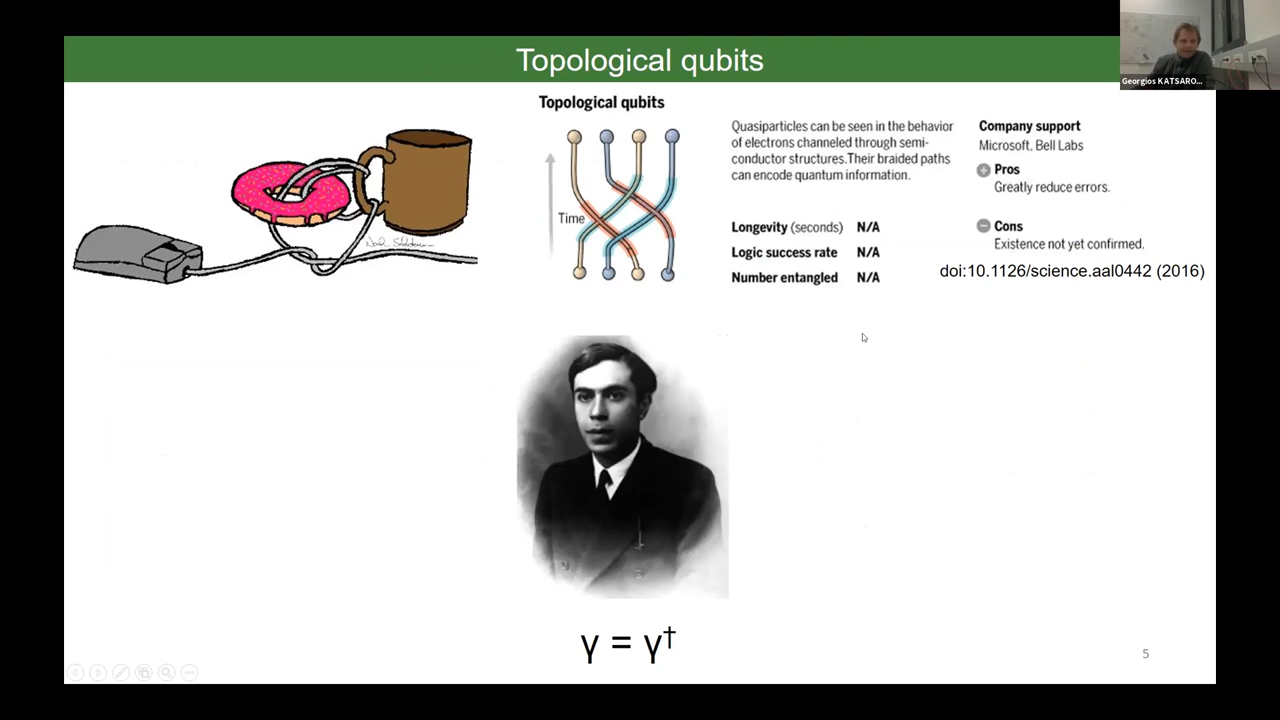 Topological qubits
Georgios KATSARO...
Topological qubits
Time
Quasiparticles can be seen in the behavior
of electrons channeled through semi-
conductor structures.Their braided paths
can encode quantum information.
Longevity (seconds) N/A
Logic success rate N/A
Number entangled N/A
Company support
Microsoft, Bell Labs
Pros
Greatly reduce errors.
Cons
Existence not yet confirmed.
doi:10.1126/science.aal0442 (2016)
γ = γ†
5